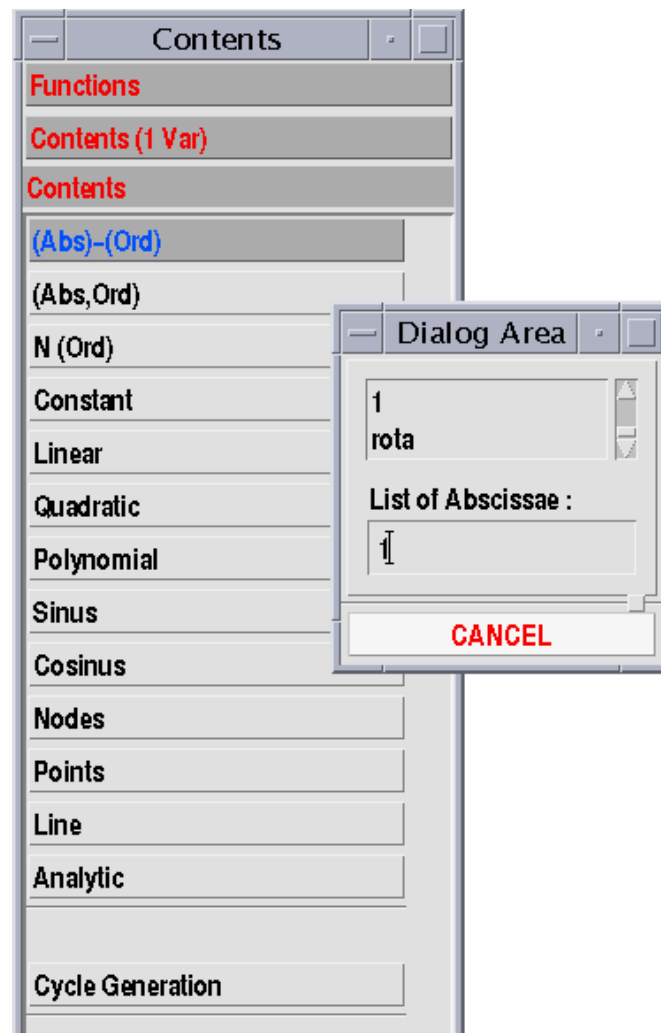 Contents
Functions
Contents (1 Var)
Contents
(Abs)-(Ord)
(Abs,Ord)
N (Ord)
Constant
Linear
Quadratic
Polynomial
Sinus
Cosinus
Nodes
Points
Line
Analytic
Cycle Generation
Dialog Area
1
rota
List of Abscissae :
1
CANCEL